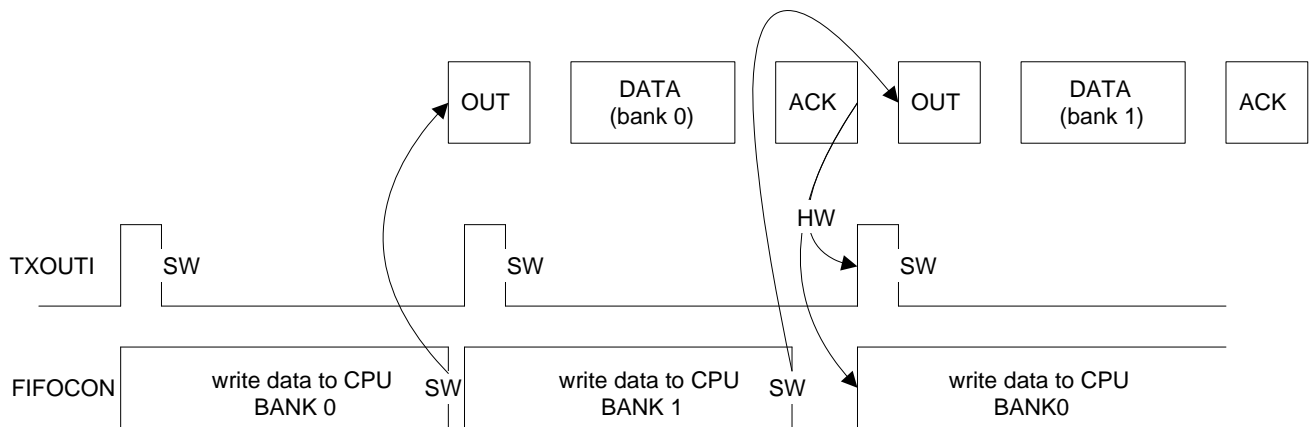 OUT
DATA
(bank 0)
ACK
OUT
DATA
(bank 1)
ACK
HW
TXOUTI
SW
SW
SW
FIFOCON
write data to CPU
BANK 0
SW
write data to CPU
BANK 1
SW
write data to CPU
BANK0